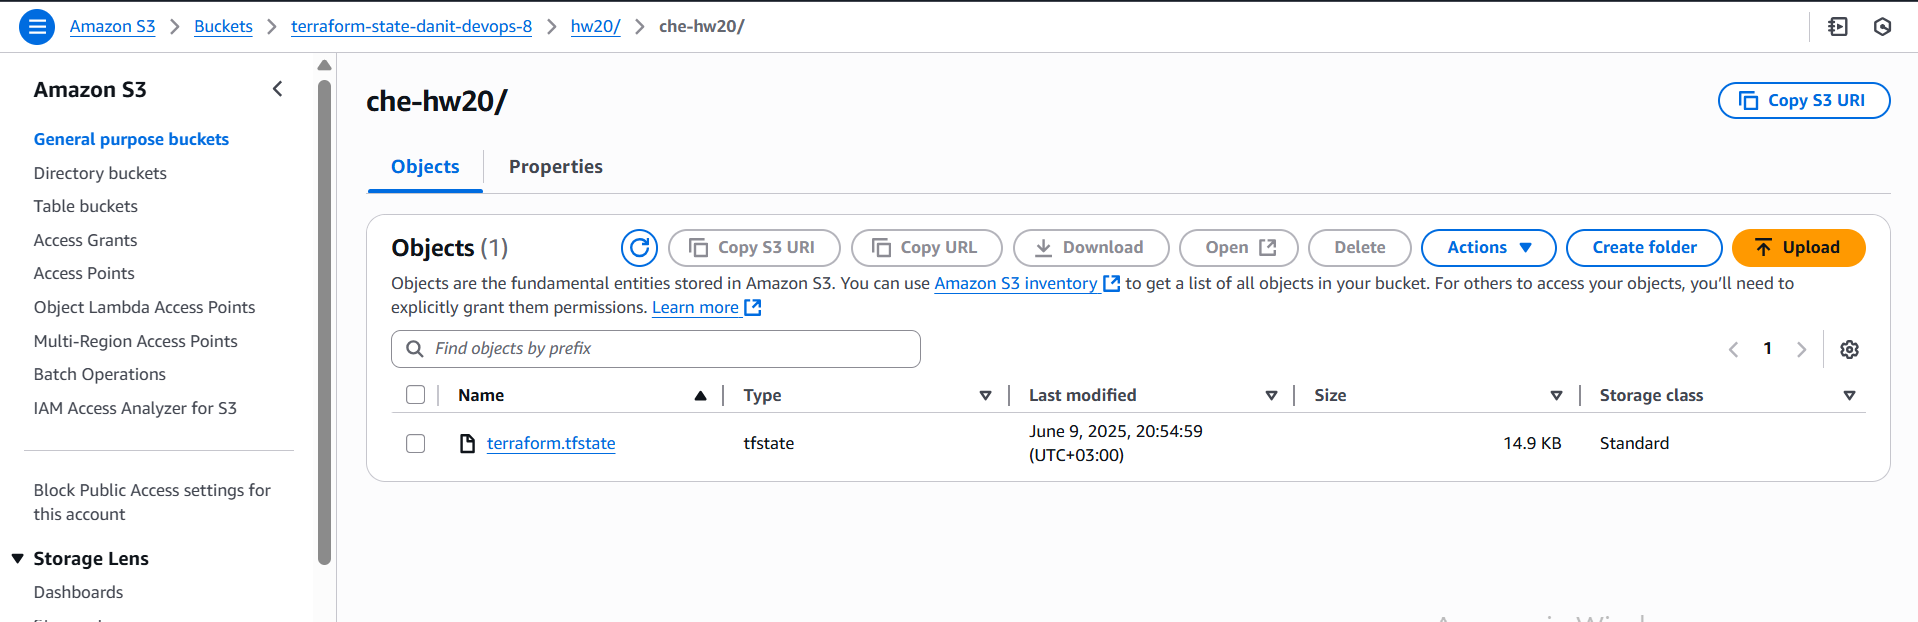 Amazon S3 > Buckets > terraform-state-danit-devops-8 > hw20/ > che-hw20/
Amazon S3
General purpose buckets
Directory buckets
Table buckets
Access Grants
Access Points
Object Lambda Access Points
Multi-Region Access Points
Batch Operations
IAM Access Analyzer for S3
Block Public Access settings for
this account
Storage Lens
Dashboards
che-hw20/
Copy S3 URI
Objects
Properties
Objects (1)
Copy S3 URI
Copy URL
Download
Open
Delete
Actions
Create folder
Upload
Objects are the fundamental entities stored in Amazon S3. You can use Amazon S3 inventory to get a list of all objects in your bucket. For others to access your objects, you'll need to
explicitly grant them permissions. Learn more
Find objects by prefix
1
Name Type Last modified Size Storage class
terraform.tfstate tfstate June 9, 2025, 20:54:59 14.9 KB Standard
(UTC+03:00)